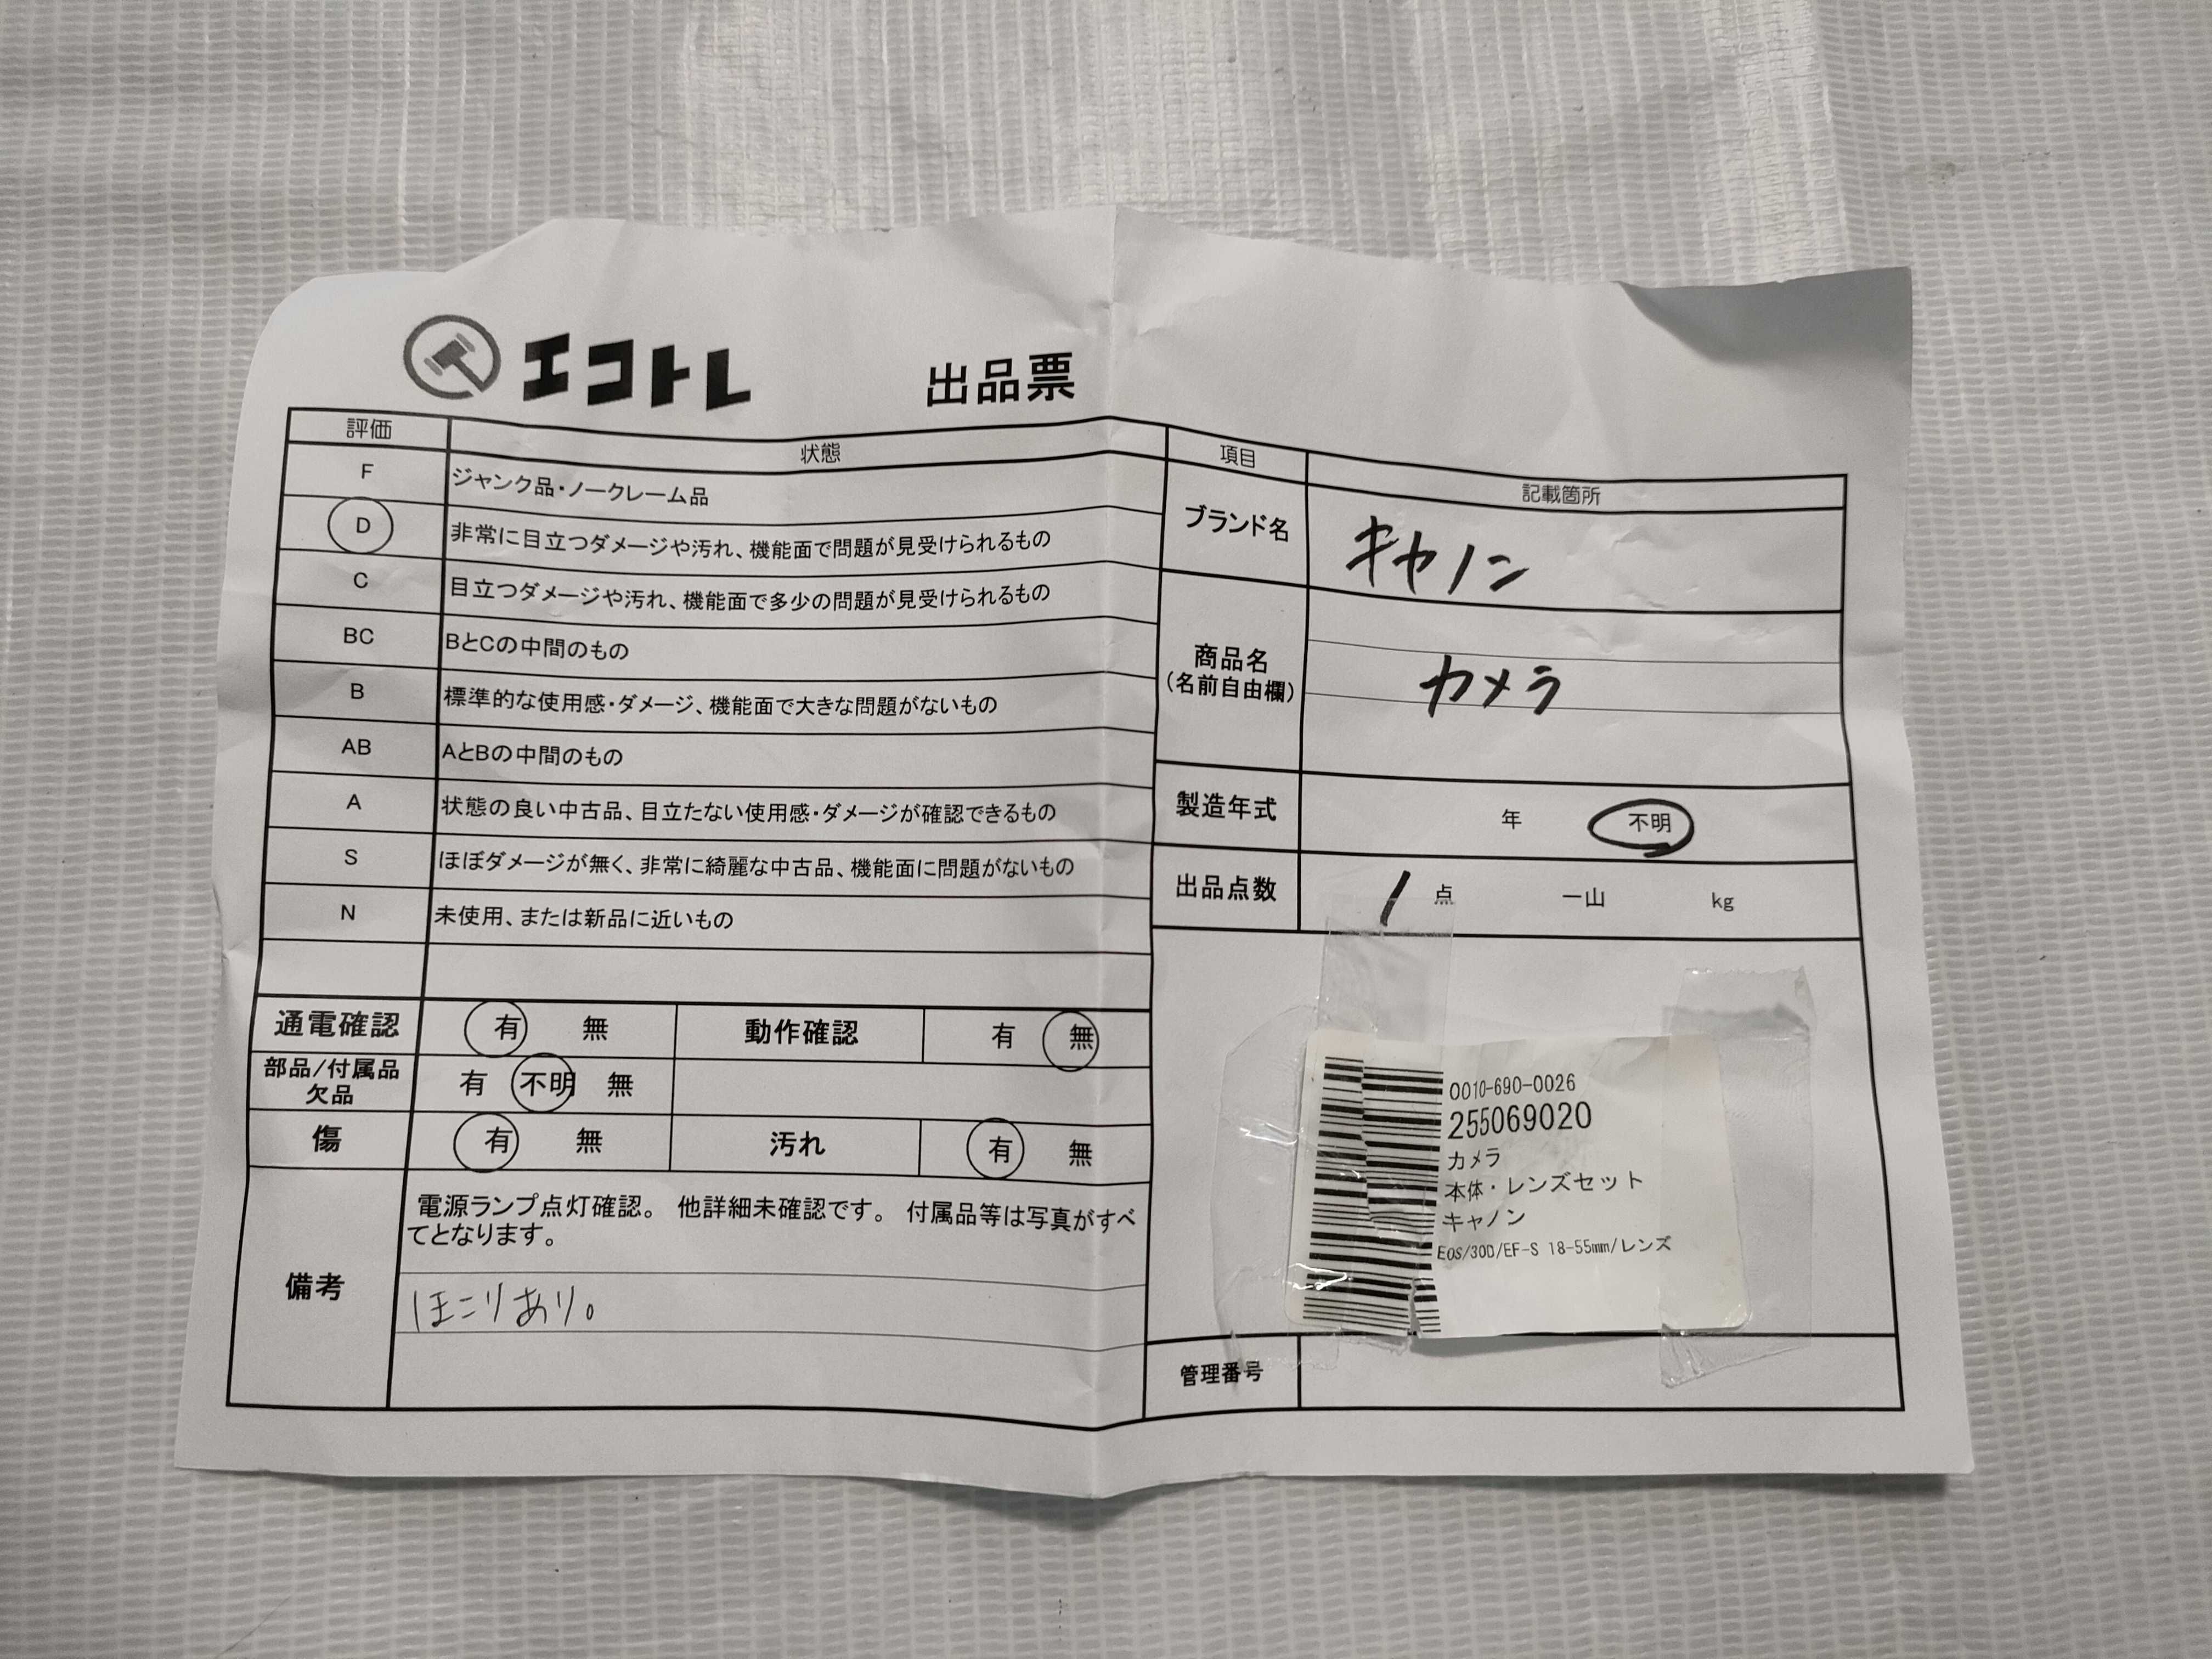 エコトレ 出品票
評価 状態
F ジャンク品・ノークレーム品
D 非常に目立つダメージや汚れ、機能面で問題が見受けられるもの
C 目立つダメージや汚れ、機能面で多少の問題が見受けられるもの
BC BとCの中間のもの
B 標準的な使用感・ダメージ、機能面で大きな問題がないもの
AB AとBの中間のもの
A 状態の良い中古品、目立たない使用感・ダメージが確認できるもの
S ほぼダメージが無く、非常に綺麗な中古品、機能面に問題がないもの
N 未使用、または新品に近いもの
通電確認 有 無 動作確認 有 無
部品/付属品
欠品 有 不明 無
傷 有 無 汚れ 有 無
備考
電源ランプ点灯確認。 他詳細未確認です。 付属品等は写真がすべ
てとなります。
ほこりあり。
項目 記載箇所
ブランド名 キヤノン
商品名
(名前自由欄) カメラ
製造年式 年 不明
出品点数 1 点 一山 kg
0010-690-0026
255069020
カメラ
本体・レンズセット
キャノン
EOS/30D/EF-S 18-55mm/レンズ
管理番号